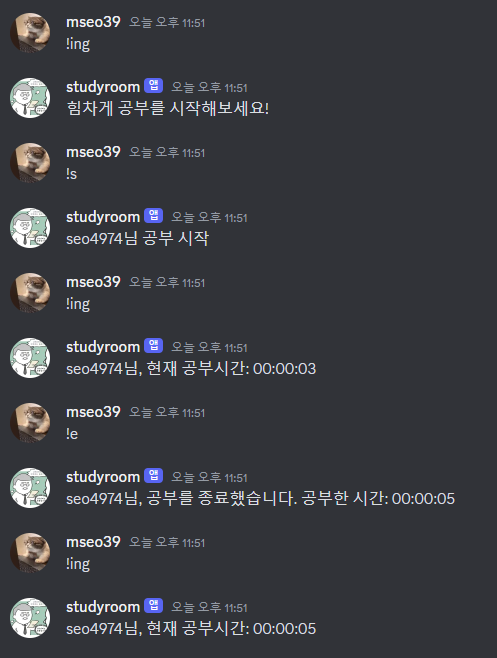 mseo39 오늘 오후 11:51
!ing
studyroom 앱 오늘 오후 11:51
힘차게 공부를 시작해보세요!
mseo39 오늘 오후 11:51
!s
studyroom 앱 오늘 오후 11:51
seo4974님 공부 시작
mseo39 오늘 오후 11:51
!ing
studyroom 앱 오늘 오후 11:51
seo4974님, 현재 공부시간: 00:00:03
mseo39 오늘 오후 11:51
!e
studyroom 앱 오늘 오후 11:51
seo4974님, 공부를 종료했습니다. 공부한 시간: 00:00:05
mseo39 오늘 오후 11:51
!ing
studyroom 앱 오늘 오후 11:51
seo4974님, 현재 공부시간: 00:00:05